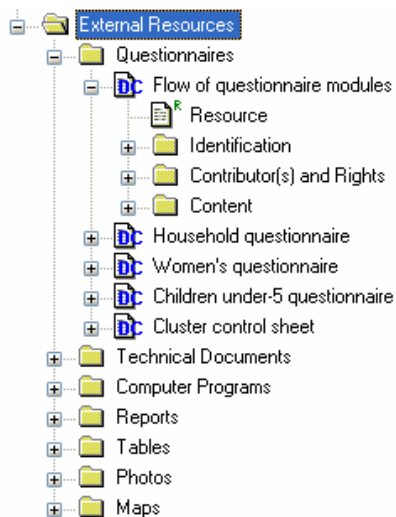 External Resources
Questionnaires
DC Flow of questionnaire modules
R Resource
Identification
Contributor(s) and Rights
Content
DC Household questionnaire
DC Women's questionnaire
DC Children under-5 questionnaire
DC Cluster control sheet
Technical Documents
Computer Programs
Reports
Tables
Photos
Maps